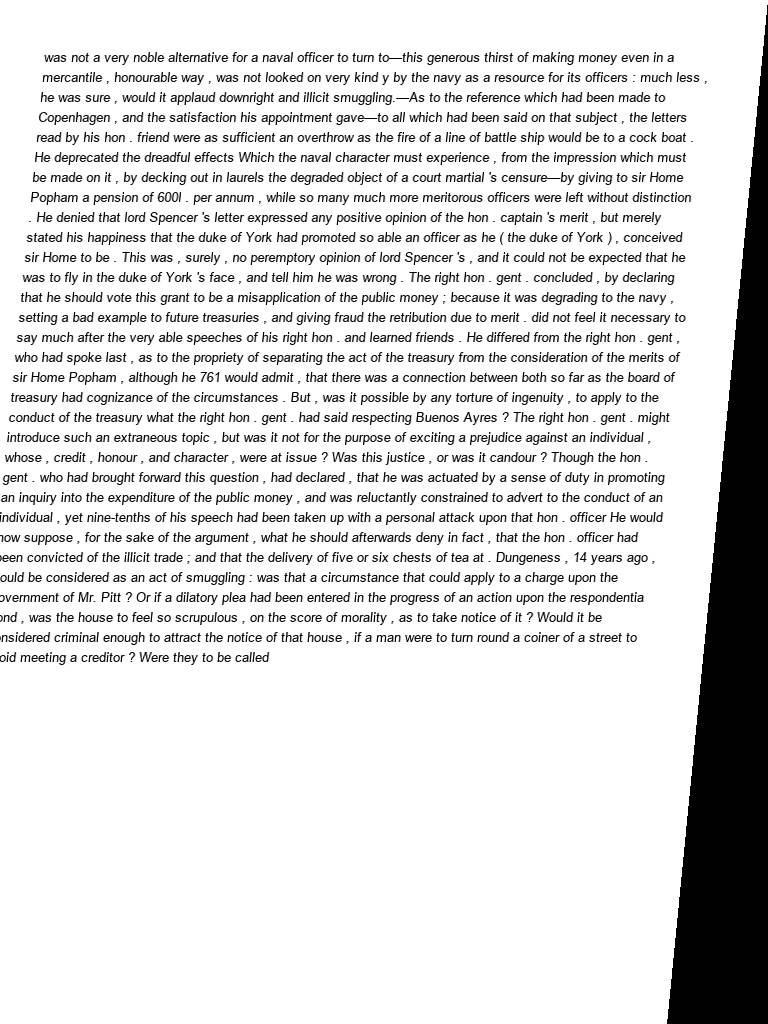 was not a very noble alternative for a naval officer to turn to—this generous thirst of making money even in a
mercantile , honourable way , was not looked on very kind y by the navy as a resource for its officers : much less ,
he was sure , would it applaud downright and illicit smuggling.—As to the reference which had been made to
Copenhagen , and the satisfaction his appointment gave—to all which had been said on that subject , the letters
read by his hon . friend were as sufficient an overthrow as the fire of a line of battle ship would be to a cock boat .
He deprecated the dreadful effects Which the naval character must experience , from the impression which must
be made on it , by decking out in laurels the degraded object of a court martial 's censure—by giving to sir Home
Popham a pension of 600l . per annum , while so many much more meritorous officers were left without distinction
. He denied that lord Spencer 's letter expressed any positive opinion of the hon . captain 's merit , but merely
stated his happiness that the duke of York had promoted so able an officer as he ( the duke of York ) , conceived
sir Home to be . This was , surely , no peremptory opinion of lord Spencer 's , and it could not be expected that he
was to fly in the duke of York 's face , and tell him he was wrong . The right hon . gent . concluded , by declaring
that he should vote this grant to be a misapplication of the public money ; because it was degrading to the navy ,
setting a bad example to future treasuries , and giving fraud the retribution due to merit . did not feel it necessary to
say much after the very able speeches of his right hon . and learned friends . He differed from the right hon . gent ,
who had spoke last , as to the propriety of separating the act of the treasury from the consideration of the merits of
sir Home Popham , although he 761 would admit , that there was a connection between both so far as the board of
treasury had cognizance of the circumstances . But , was it possible by any torture of ingenuity , to apply to the
conduct of the treasury what the right hon . gent . had said respecting Buenos Ayres ? The right hon . gent . might
introduce such an extraneous topic , but was it not for the purpose of exciting a prejudice against an individual ,
whose , credit , honour , and character , were at issue ? Was this justice , or was it candour ? Though the hon .
gent . who had brought forward this question , had declared , that he was actuated by a sense of duty in promoting
an inquiry into the expenditure of the public money , and was reluctantly constrained to advert to the conduct of an
individual , yet nine-tenths of his speech had been taken up with a personal attack upon that hon . officer He would
now suppose , for the sake of the argument , what he should afterwards deny in fact , that the hon . officer had
been convicted of the illicit trade ; and that the delivery of five or six chests of tea at . Dungeness , 14 years ago ,
ould be considered as an act of smuggling : was that a circumstance that could apply to a charge upon the
overnment of Mr. Pitt ? Or if a dilatory plea had been entered in the progress of an action upon the respondentia
ond , was the house to feel so scrupulous , on the score of morality , as to take notice of it ? Would it be
onsidered criminal enough to attract the notice of that house , if a man were to turn round a coiner of a street to
oid meeting a creditor ? Were they to be called